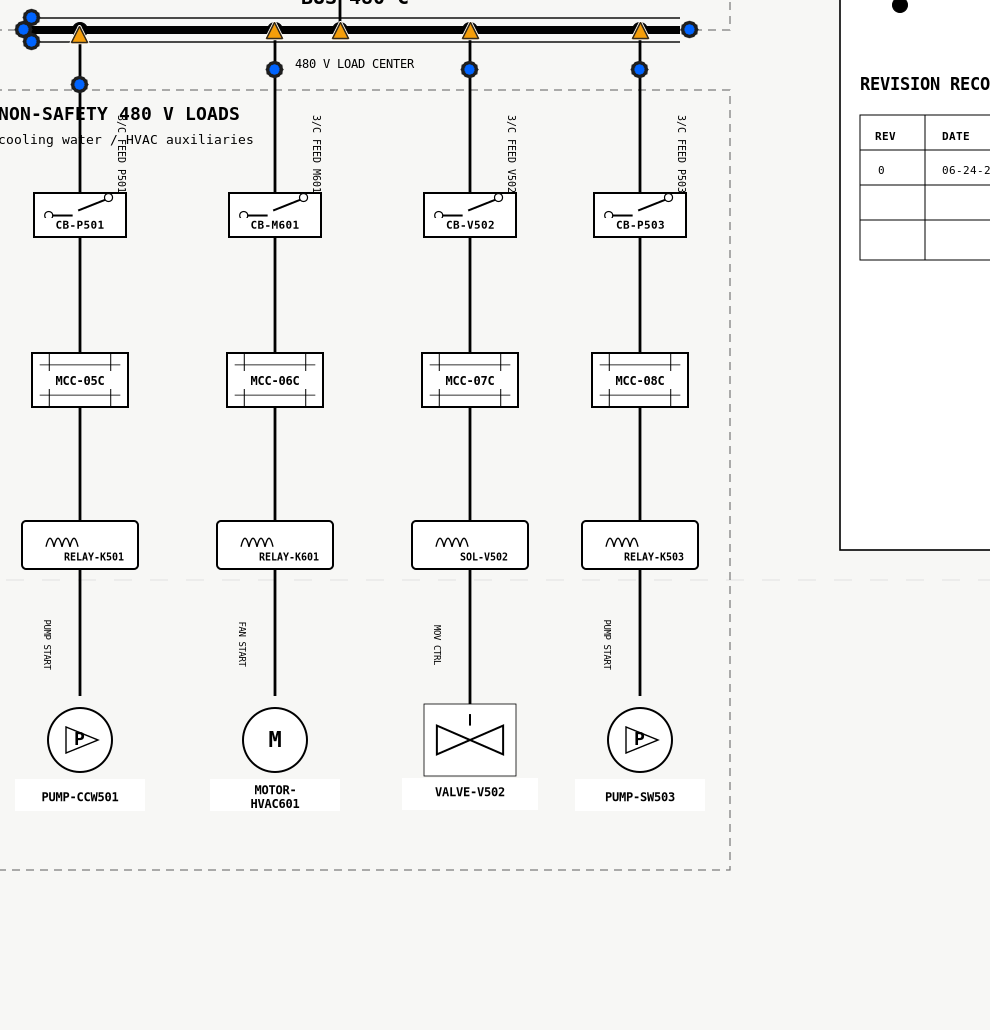 BUS 480 C
480 V LOAD CENTER
NON-SAFETY 480 V LOADS
cooling water / HVAC auxiliaries
3/C FEED P501
3/C FEED M601
3/C FEED V502
3/C FEED P503
CB-P501
CB-M601
CB-V502
CB-P503
MCC-05C
MCC-06C
MCC-07C
MCC-08C
RELAY-K501
RELAY-K601
SOL-V502
RELAY-K503
PUMP START
FAN START
MOV CTRL
PUMP START
P
M
P
PUMP-CCW501
MOTOR-
HVAC601
VALVE-V502
PUMP-SW503
REVISION RECO
REV DATE
0 06-24-2